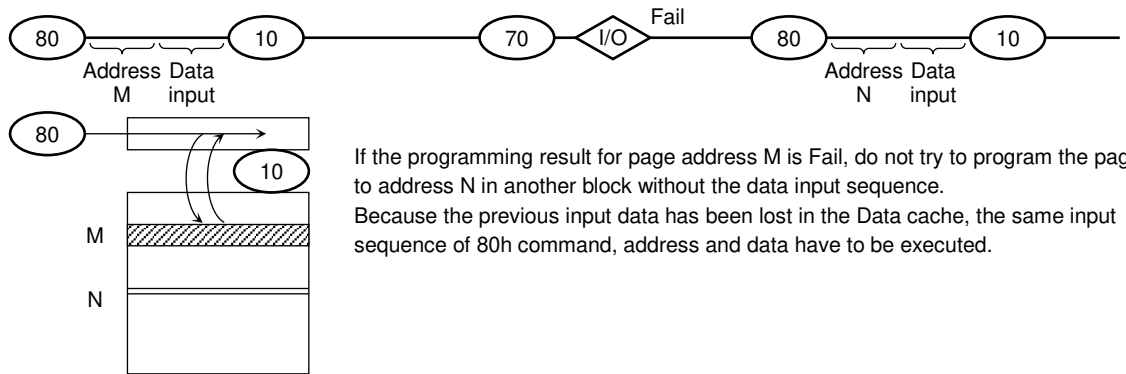 Fail
80 10 70 I/O 80 10
Address Data Address Data
M input N input
80
10
If the programming result for page address M is Fail, do not try to program the pag
to address N in another block without the data input sequence.
Because the previous input data has been lost in the Data cache, the same input
sequence of 80h command, address and data have to be executed.
M
N